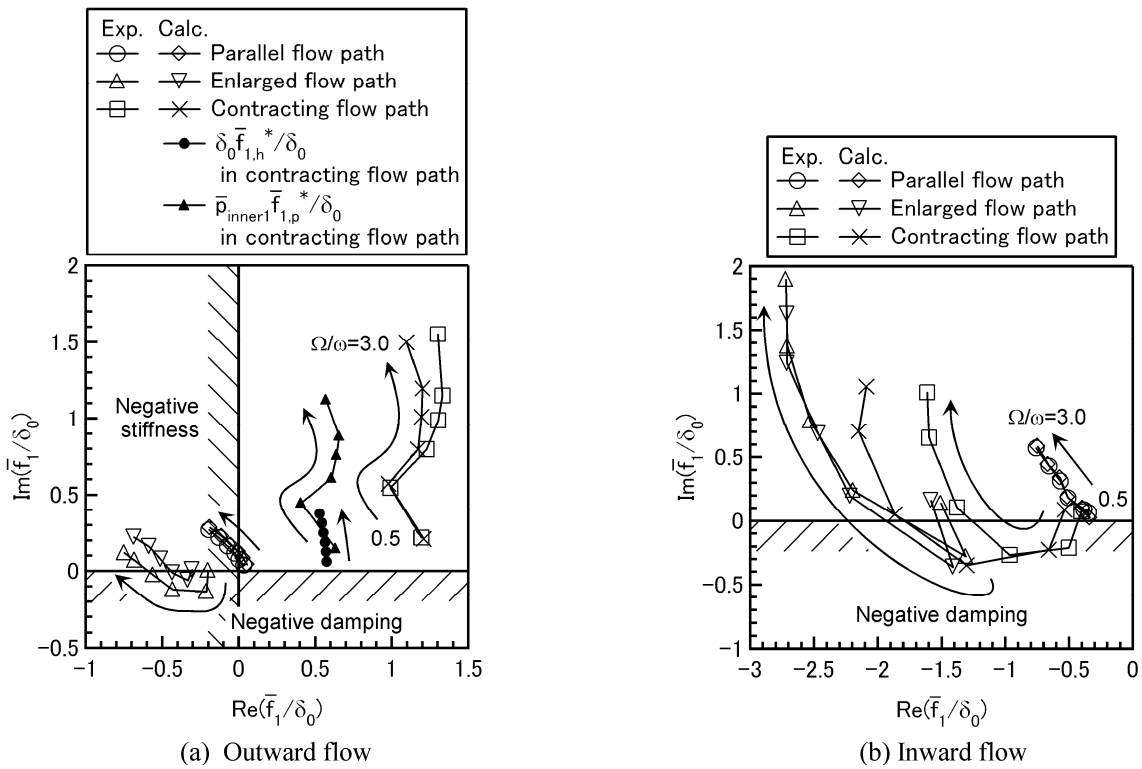 Exp. Calc.
Parallel flow path
Enlarged flow path
Contracting flow path
δ₀f̄₁,ₕ*/δ₀
in contracting flow path
p̄ᵢₙₙₑᵣ₁f̄₁,ₚ*/δ₀
in contracting flow path
2
1.5
1
0.5
0
-0.5
Im(f̄₁/δ₀)
Negative
stiffness
Ω/ω=3.0
0.5
Negative damping
-1 -0.5 0 0.5 1 1.5
Re(f̄₁/δ₀)
(a) Outward flow
Exp. Calc.
Parallel flow path
Enlarged flow path
Contracting flow path
2
1.5
1
0.5
0
-0.5
-1
Im(f̄₁/δ₀)
Ω/ω=3.0
0.5
Negative damping
-3 -2.5 -2 -1.5 -1 -0.5 0
Re(f̄₁/δ₀)
(b) Inward flow